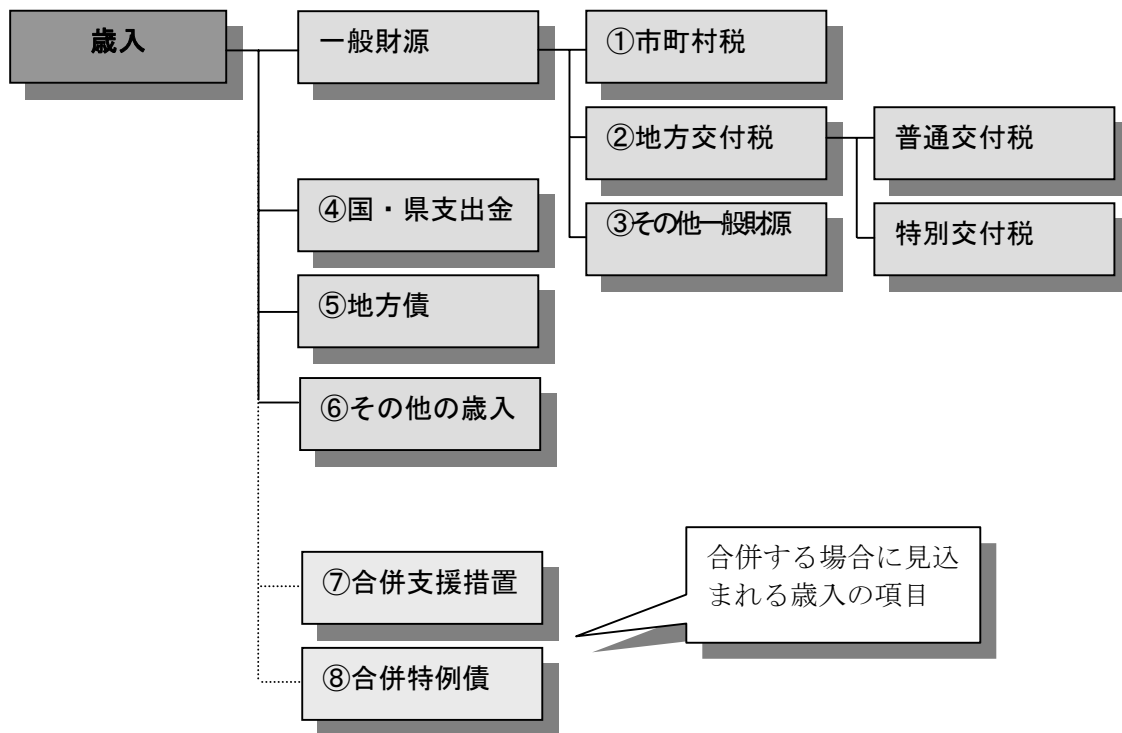 歳入
一般財源
①市町村税
②地方交付税
普通交付税
③その他一般財源
特別交付税
④国・県支出金
⑤地方債
⑥その他の歳入
⑦合併支援措置
⑧合併特例債
合併する場合に見込
まれる歳入の項目